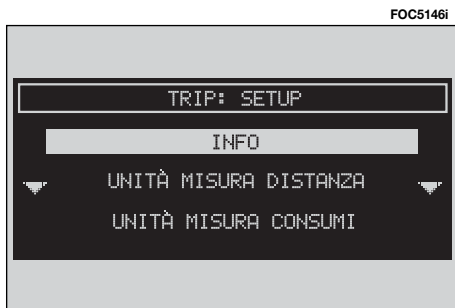 FOC5146i
TRIP: SETUP
INFO
UNITÀ MISURA DISTANZA
UNITÀ MISURA CONSUMI